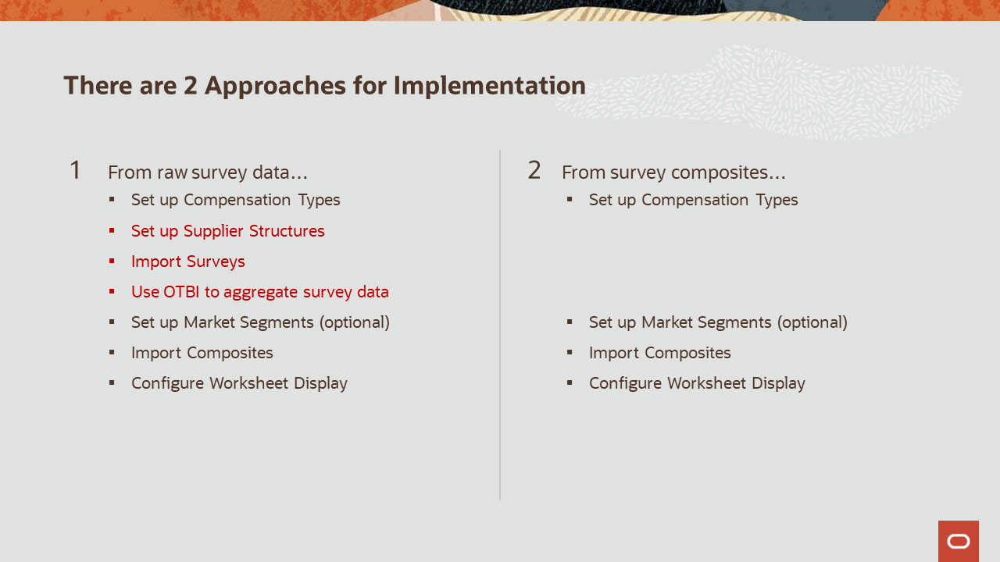 There are 2 Approaches for Implementation
1 From raw survey data...
▪ Set up Compensation Types
▪ Set up Supplier Structures
▪ Import Surveys
▪ Use OTBI to aggregate survey data
▪ Set up Market Segments (optional)
▪ Import Composites
▪ Configure Worksheet Display
2 From survey composites...
▪ Set up Compensation Types
▪ Set up Market Segments (optional)
▪ Import Composites
▪ Configure Worksheet Display